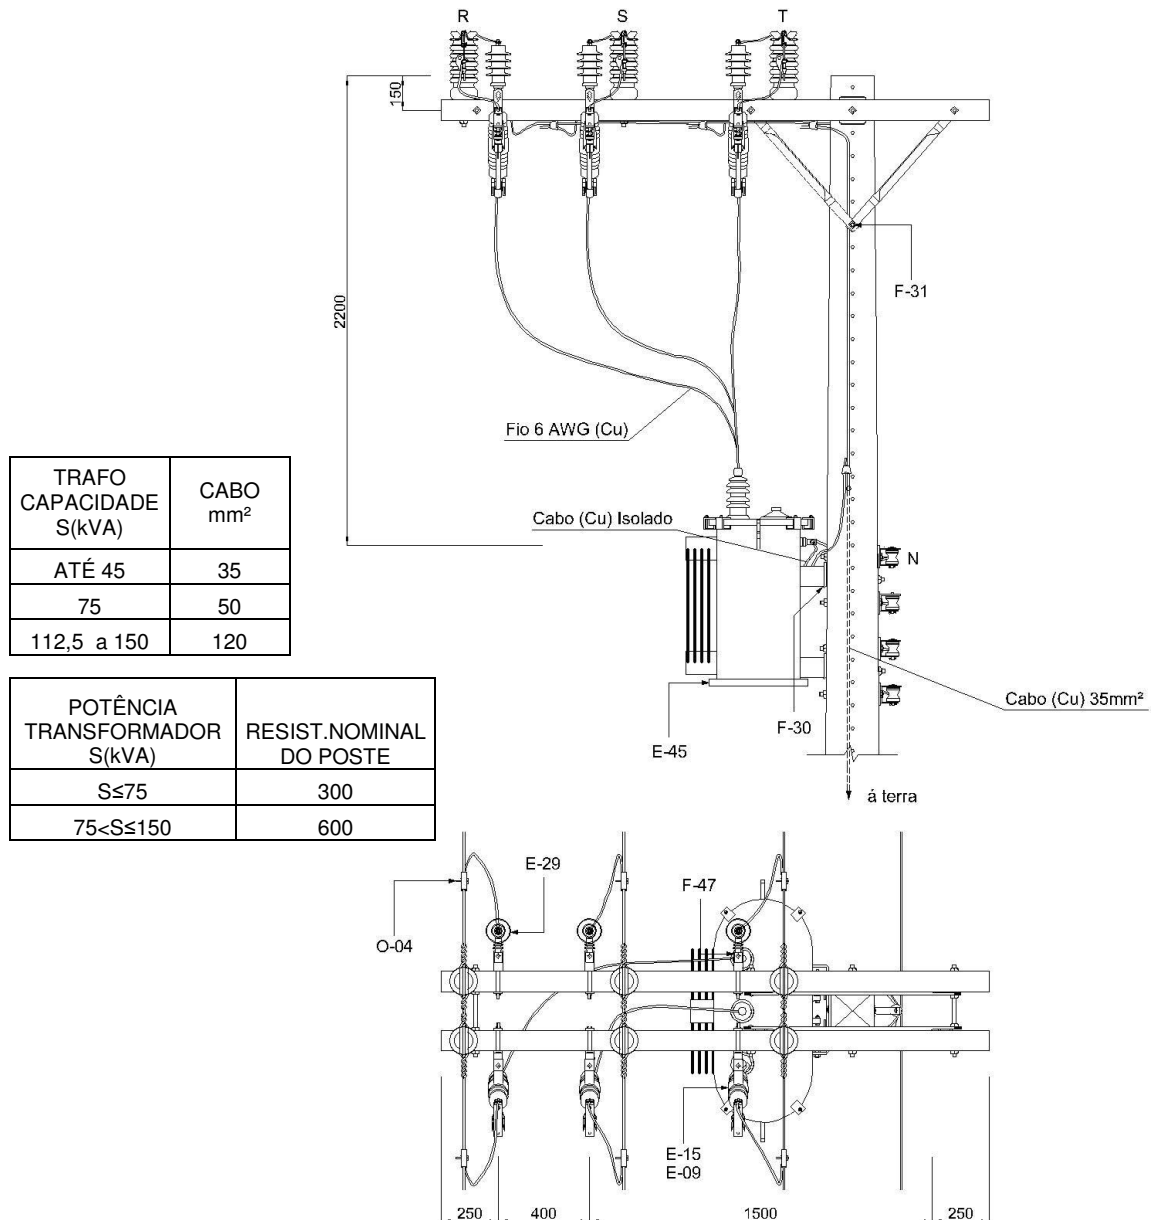 R S T
150
2200
F-31
Fio 6 AWG (Cu)
Cabo (Cu) Isolado
N
TRAFO
CAPACIDADE
S(kVA)
CABO
mm²
ATÉ 45 35
75 50
112,5 a 150 120
POTÊNCIA
TRANSFORMADOR
S(kVA)
RESIST.NOMINAL
DO POSTE
S≤75 300
75<S≤150 600
Cabo (Cu) 35mm²
F-30
E-45
á terra
E-29
F-47
O-04
E-15
E-09
250 400 1500 250